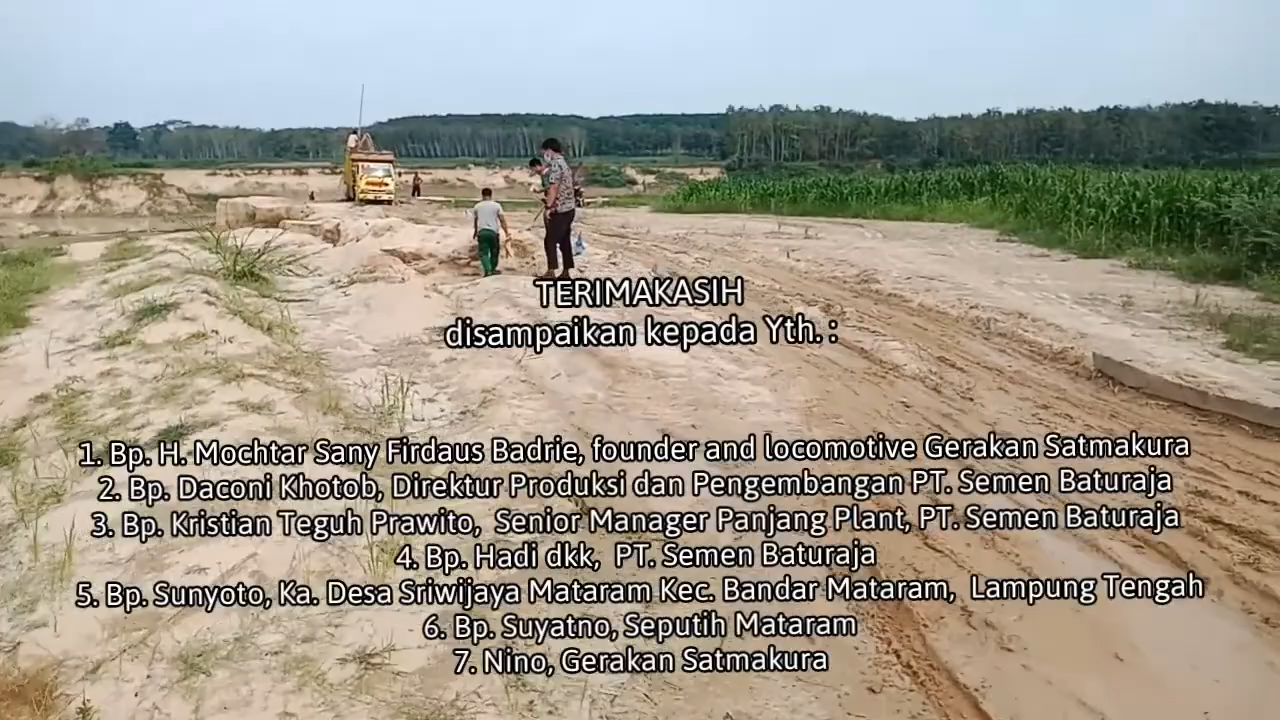 TERIMAKASIH
disampaikan kepada Yth. :
1. Bp. H. Mochtar Sany Firdaus Badrie, founder and locomotive Gerakan Satmakura
2. Bp. Daconi Khotob, Direktur Produksi dan Pengembangan PT. Semen Baturaja
3. Bp. Kristian Teguh Prawito, Senior Manager Panjang Plant, PT. Semen Baturaja
4. Bp. Hadi dkk, PT. Semen Baturaja
5. Bp. Sunyoto, Ka. Desa Sriwijaya Mataram Kec. Bandar Mataram, Lampung Tengah
6. Bp. Suyatno, Seputih Mataram
7. Nino, Gerakan Satmakura